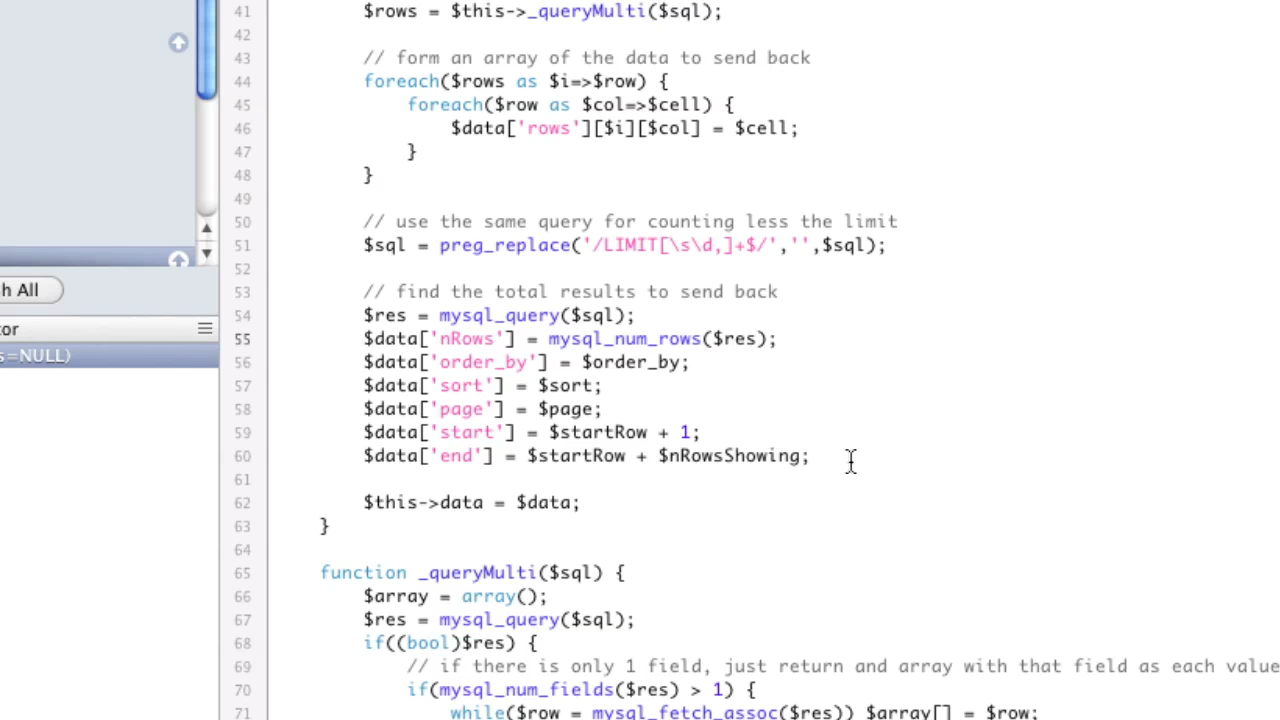 41 $rows = $this->_queryMulti($sql);
42
43 // form an array of the data to send back
44 foreach($rows as $i=>$row) {
45 foreach($row as $col=>$cell) {
46 $data['rows'][$i][$col] = $cell;
47 }
48 }
49
50 // use the same query for counting less the limit
51 $sql = preg_replace('/LIMIT[\s\d,]+$/','',$sql);
52
h All
53 // find the total results to send back
54 $res = mysql_query($sql);
tor
55 $data['nRows'] = mysql_num_rows($res);
s=NULL)
56 $data['order_by'] = $order_by;
57 $data['sort'] = $sort;
58 $data['page'] = $page;
59 $data['start'] = $startRow + 1;
60 $data['end'] = $startRow + $nRowsShowing;
61
62 $this->data = $data;
63 }
64
65 function _queryMulti($sql) {
66 $array = array();
67 $res = mysql_query($sql);
68 if((bool)$res) {
69 // if there is only 1 field, just return and array with that field as each value
70 if(mysql_num_fields($res) > 1) {
71 while($row = mysql_fetch_assoc($res)) $array[] = $row;